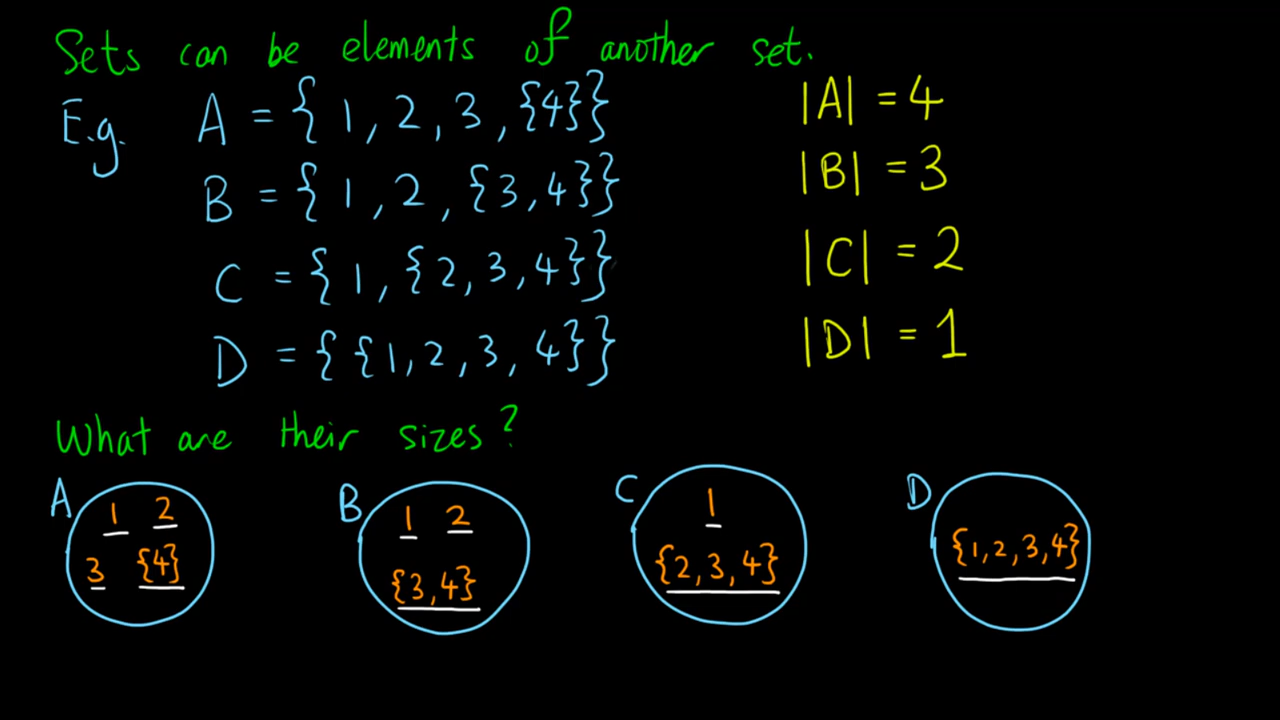 Sets can be elements of another set.
E.g. A = { 1, 2, 3, {4}} |A| = 4
B = { 1, 2, {3,4}} |B| = 3
C = { 1, {2,3,4}} |C| = 2
D = { {1,2,3,4}} |D| = 1
What are their sizes?
A B C D
1 2 1 2 1 {1,2,3,4}
3 {4} {3,4} {2,3,4}